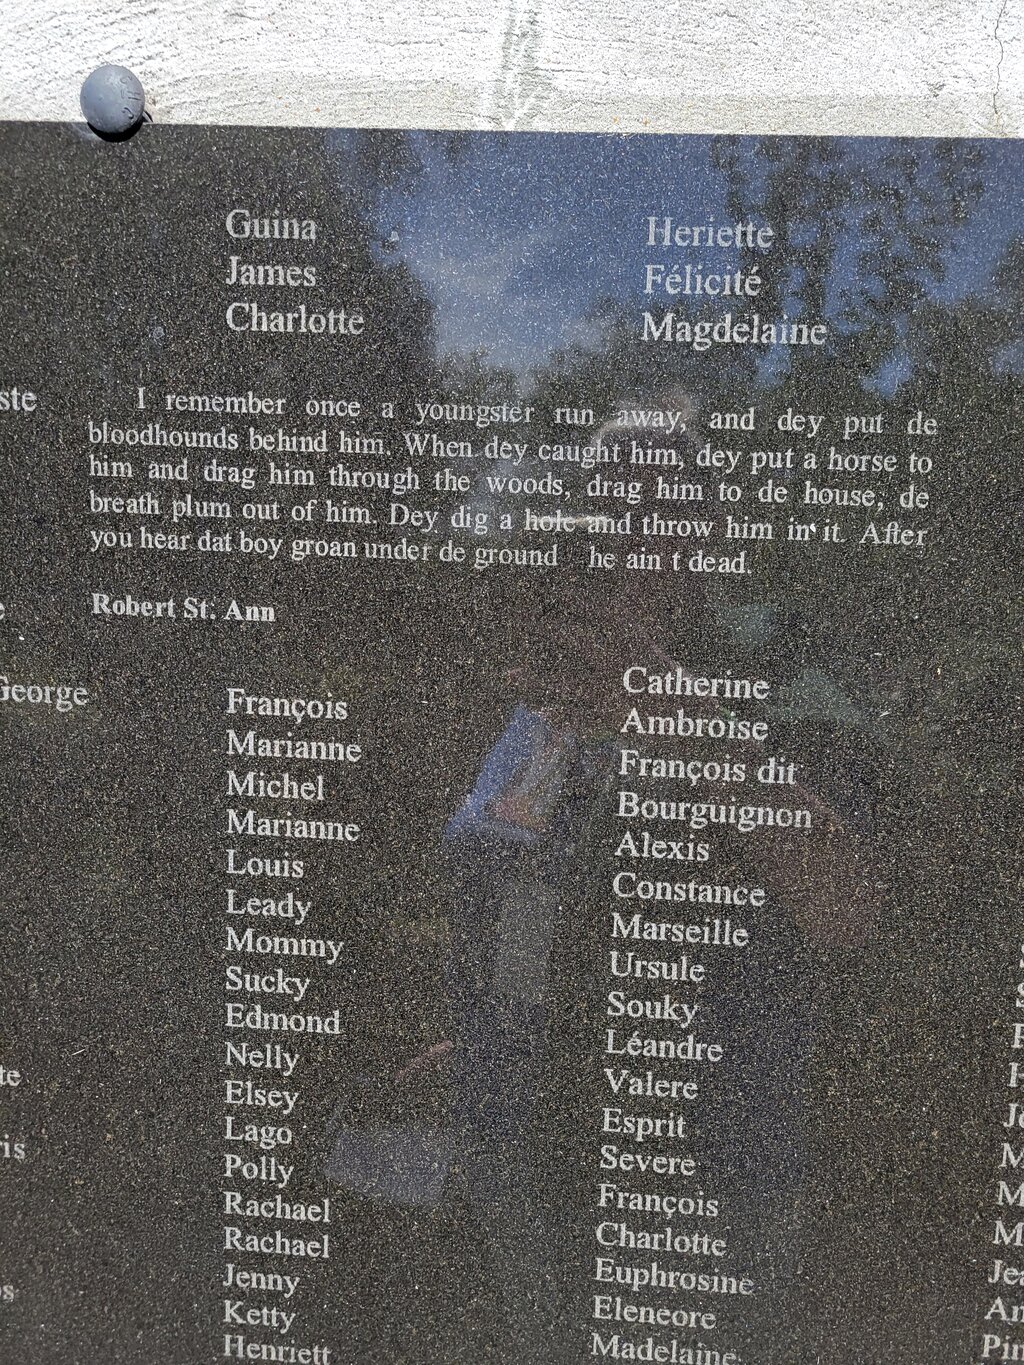 Guina
James
Charlotte
Heriette
Félicité
Magdelaine
I remember once a youngster run away, and dey put de
bloodhounds behind him. When dey caught him, dey put a horse to
him and drag him through the woods, drag him to de house, de
breath plum out of him. Dey dig a hole and throw him in it. After
you hear dat boy groan under de ground he ain t dead.
Robert St. Ann
George
François
Marianne
Michel
Marianne
Louis
Leady
Mommy
Sucky
Edmond
Nelly
Elsey
Lago
Polly
Rachael
Rachael
Jenny
Ketty
Henriett
Catherine
Ambroise
François dit
Bourguignon
Alexis
Constance
Marseille
Ursule
Souky
Léandre
Valere
Esprit
Severe
François
Charlotte
Euphrosine
Eleneore
Madelaine